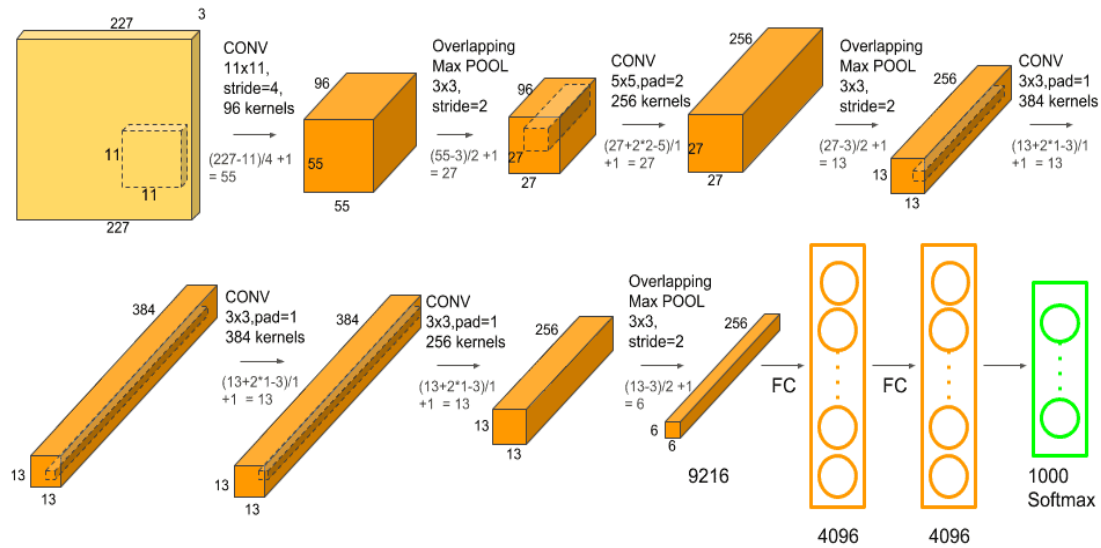 227
3
11
11
227
CONV
11x11,
stride=4,
96 kernels
(227-11)/4 +1
= 55
96
55
55
Overlapping
Max POOL
3x3,
stride=2
(55-3)/2 +1
= 27
96
27
27
CONV
5x5,pad=2
256 kernels
(27+2*2-5)/1
+1 = 27
256
27
27
Overlapping
Max POOL
3x3,
stride=2
(27-3)/2 +1
= 13
256
13
13
CONV
3x3,pad=1
384 kernels
(13+2*1-3)/1
+1 = 13
384
13
13
CONV
3x3,pad=1
384 kernels
(13+2*1-3)/1
+1 = 13
384
13
13
CONV
3x3,pad=1
256 kernels
(13+2*1-3)/1
+1 = 13
256
13
13
Overlapping
Max POOL
3x3,
stride=2
(13-3)/2 +1
= 6
256
6
6
9216
FC
4096
FC
4096
1000
Softmax